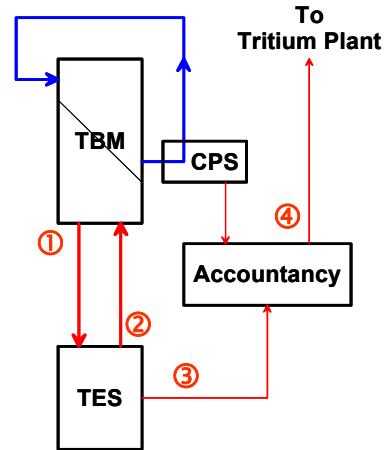 To
Tritium Plant
TBM
CPS
④
①
Accountancy
②
③
TES